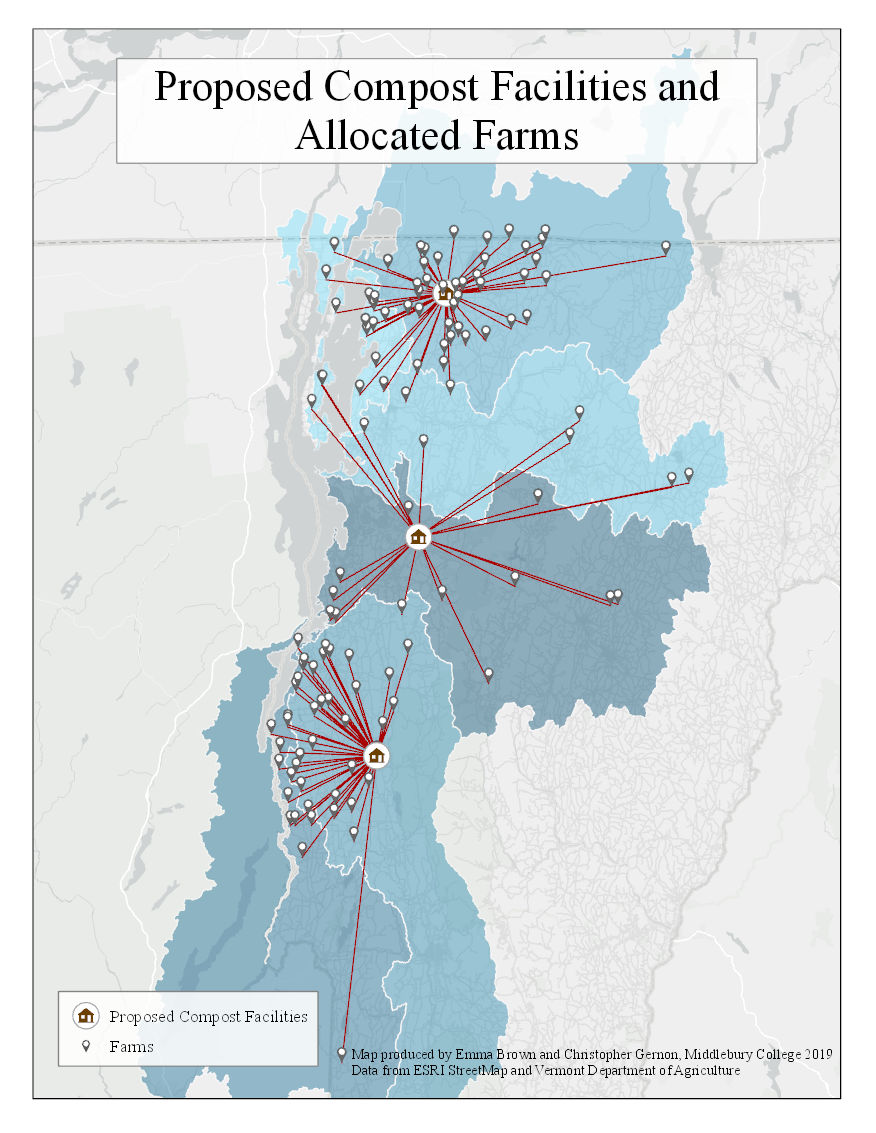 Proposed Compost Facilities and
Allocated Farms
Proposed Compost Facilities
Farms
Map produced by Emma Brown and Christopher Gernon, Middlebury College 2019
Data from ESRI StreetMap and Vermont Department of Agriculture